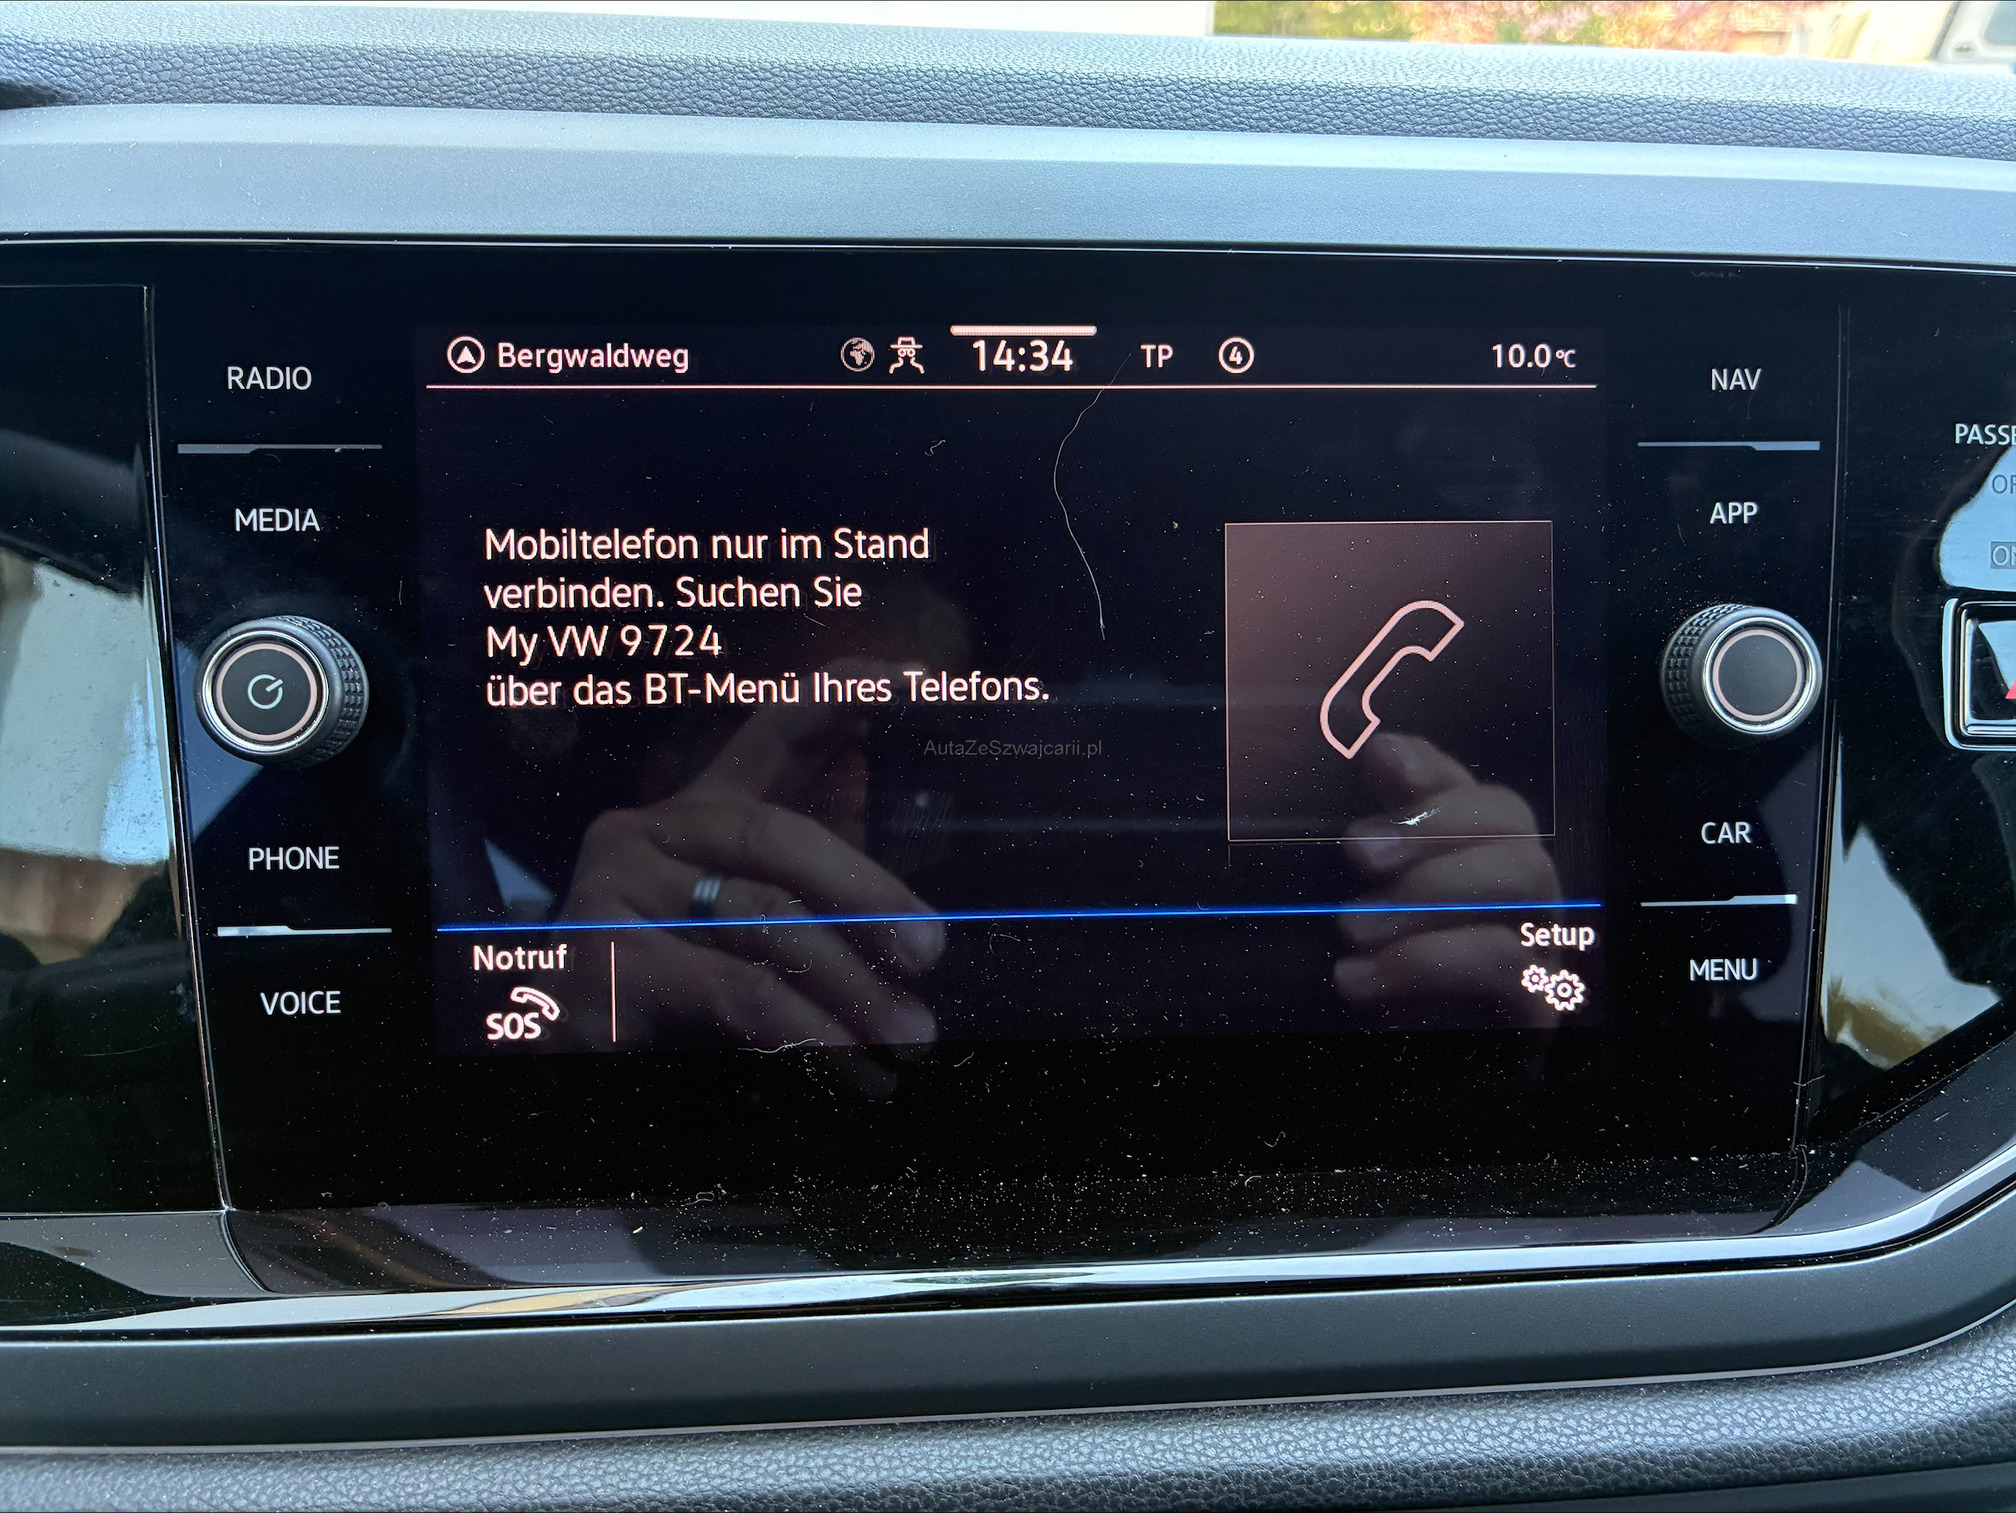 Bergwaldweg
14:34
TP
4
10.0°C
RADIO
MEDIA
PHONE
VOICE
Mobiltelefon nur im Stand
verbinden. Suchen Sie
My VW 9724
über das BT-Menü Ihres Telefons.
AutaZeSzwajcarii.pl
Notruf
SOS
Setup
NAV
APP
CAR
MENU